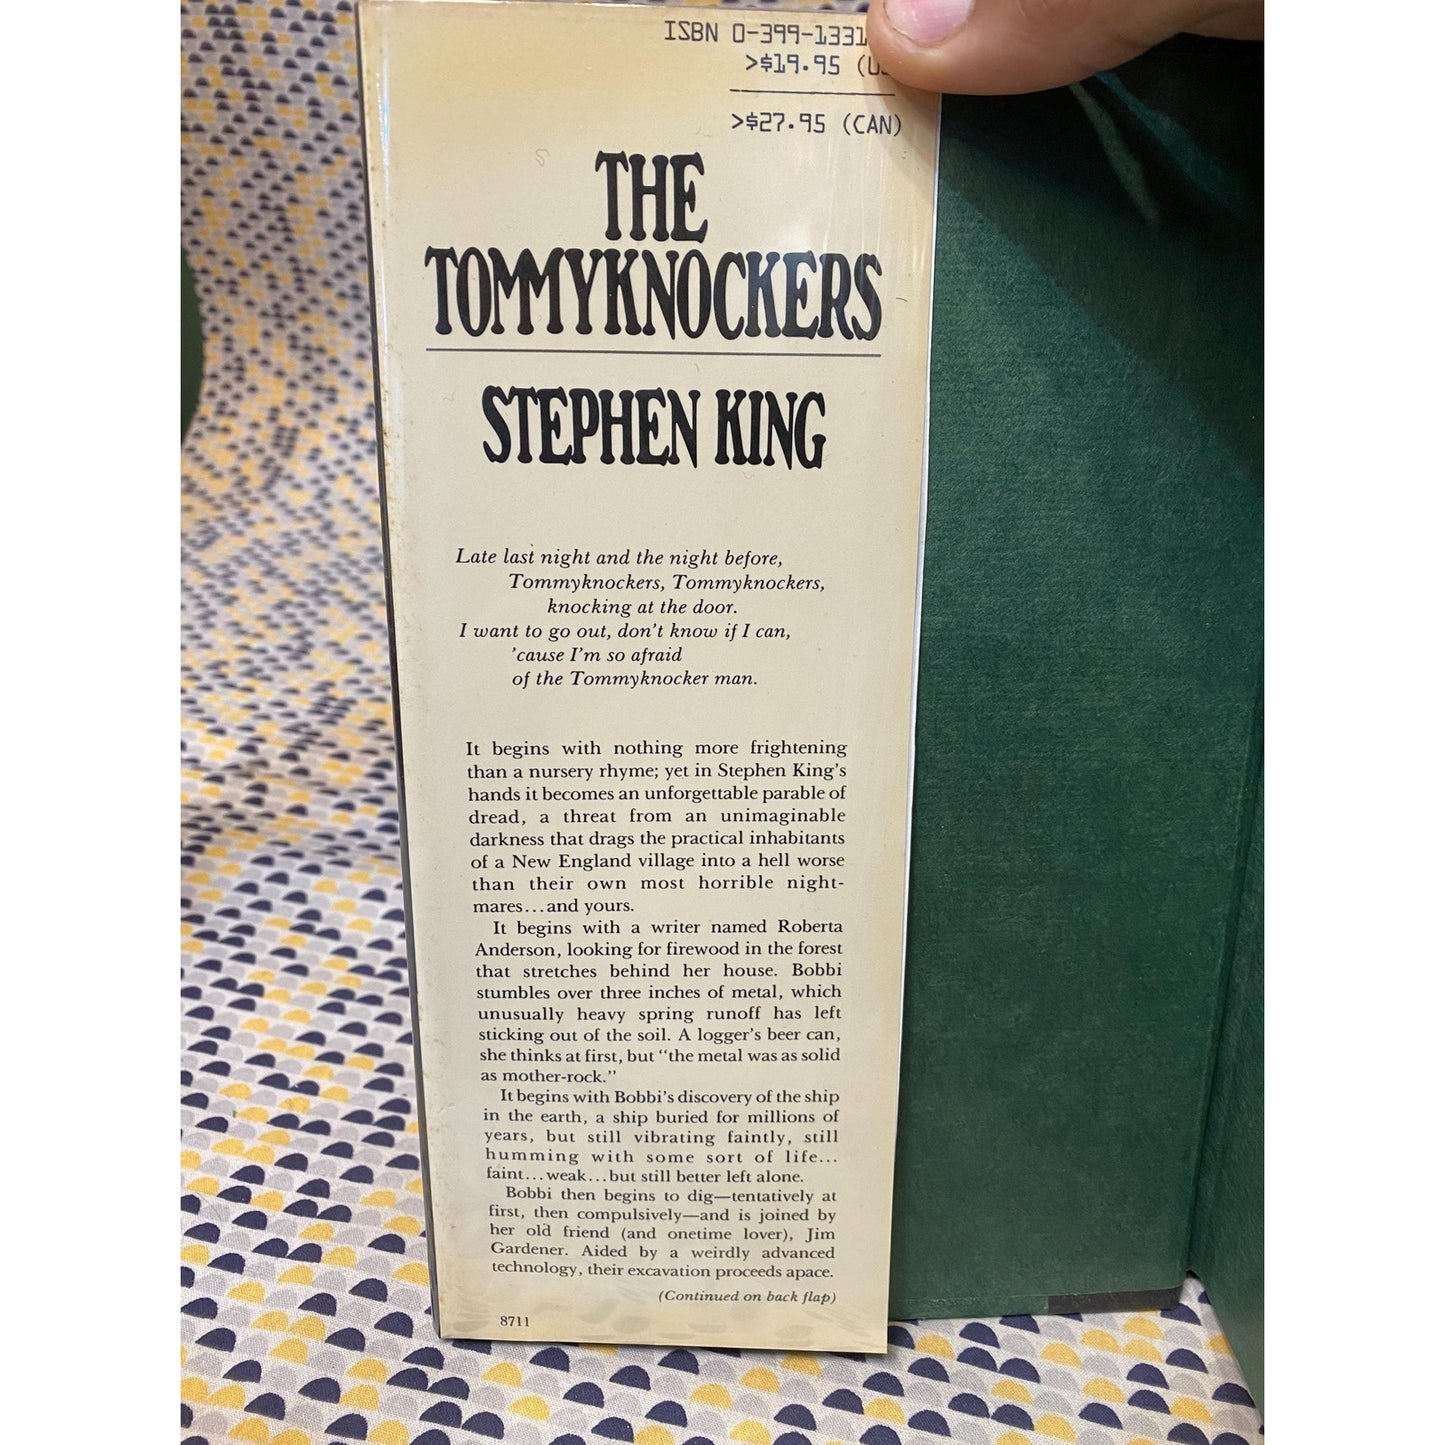 ISBN 0-399-1331
>$19.95
>$27.95 (CAN)
THE
TOMMYKNOCKERS
STEPHEN KING
Late last night and the night before,
Tommyknockers, Tommyknockers,
knocking at the door.
I want to go out, don't know if I can,
'cause I'm so afraid
of the Tommyknocker man.
It begins with nothing more frightening
than a nursery rhyme; yet in Stephen King's
hands it becomes an unforgettable parable of
dread, a threat from an unimaginable
darkness that drags the practical inhabitants
of a New England village into a hell worse
than their own most horrible night-
mares...and yours.
It begins with a writer named Roberta
Anderson, looking for firewood in the forest
that stretches behind her house. Bobbi
stumbles over three inches of metal, which
unusually heavy spring runoff has left
sticking out of the soil. A logger's beer can,
she thinks at first, but "the metal was as solid
as mother-rock."
It begins with Bobbi's discovery of the ship
in the earth, a ship buried for millions of
years, but still vibrating faintly, still
humming with some sort of life...
faint...weak...but still better left alone.
Bobbi then begins to dig—tentatively at
first, then compulsively—and is joined by
her old friend (and onetime lover), Jim
Gardener. Aided by a weirdly advanced
technology, their excavation proceeds apace.
(Continued on back flap)
8711